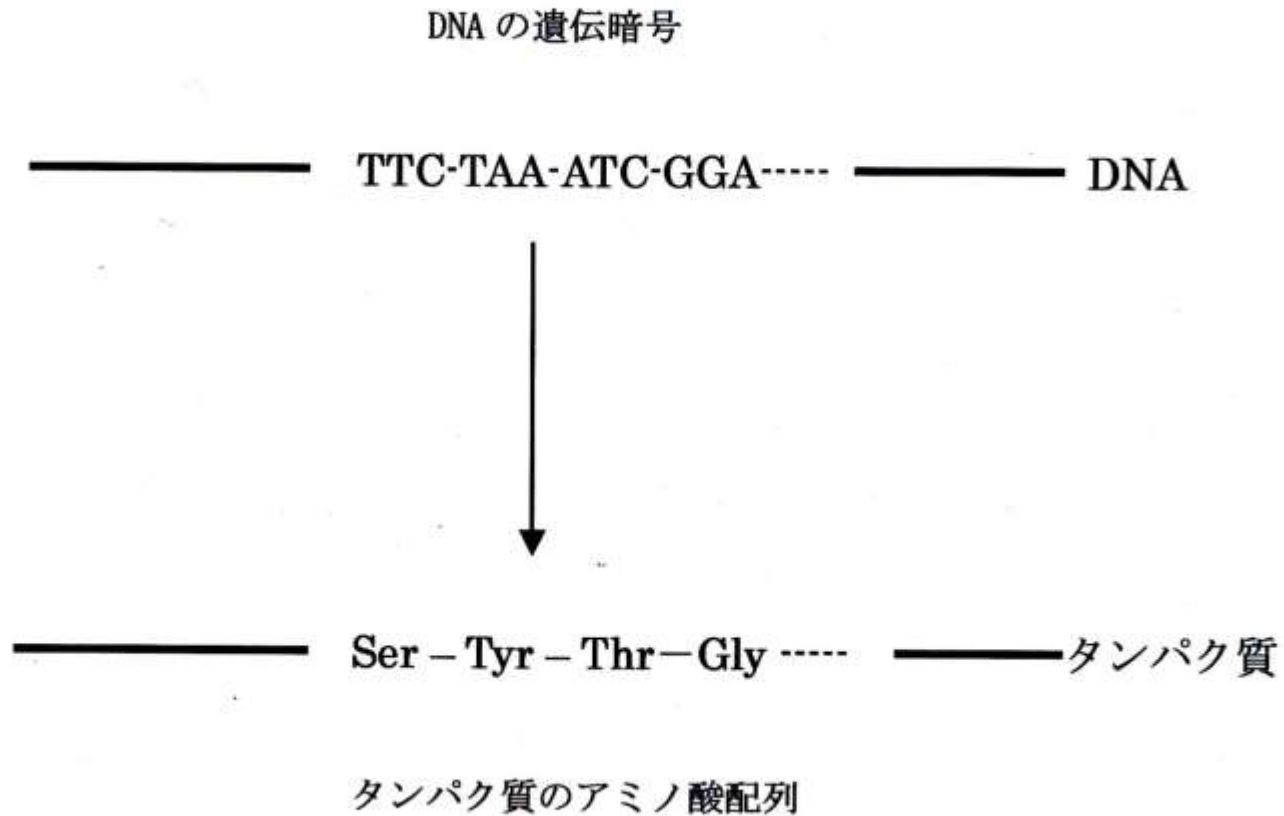 DNA の遺伝暗号
TTC-TAA-ATC-GGA----- DNA
Ser – Tyr – Thr – Gly ----- タンパク質
タンパク質のアミノ酸配列